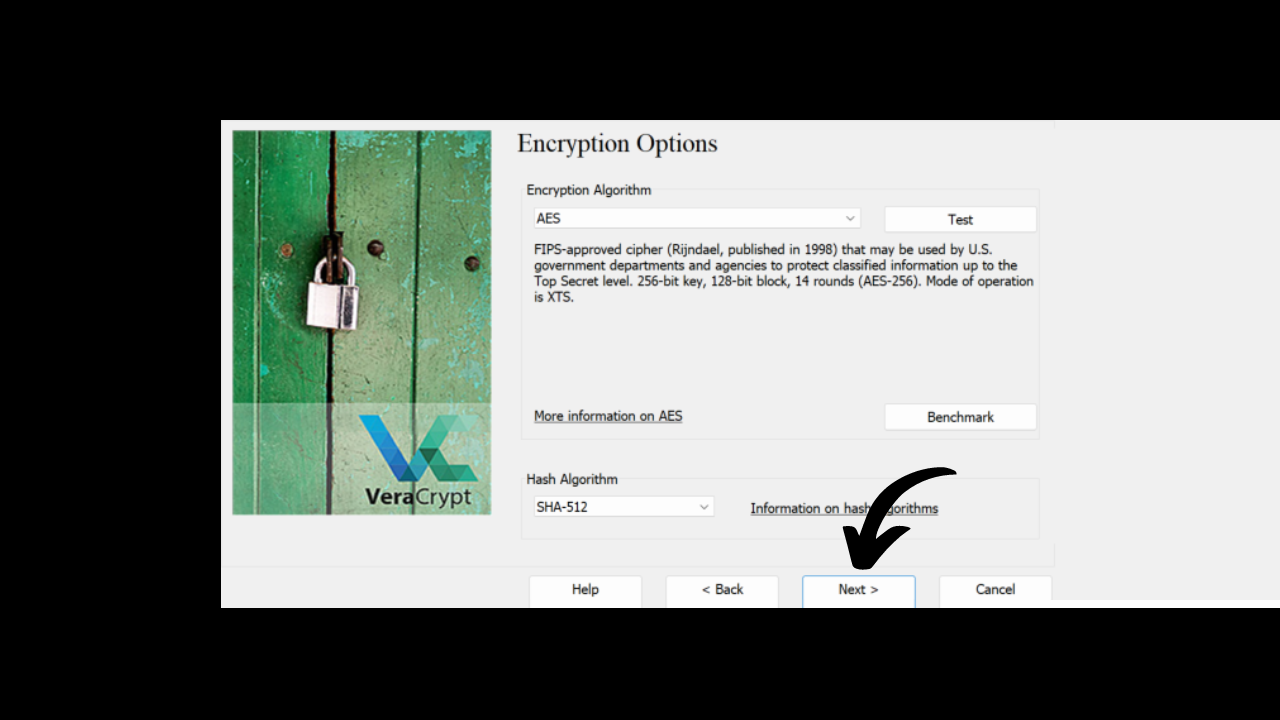 Encryption Options
Encryption Algorithm
AES
Test
FIPS-approved cipher (Rijndael, published in 1998) that may be used by U.S.
government departments and agencies to protect classified information up to the
Top Secret level. 256-bit key, 128-bit block, 14 rounds (AES-256). Mode of operation
is XTS.
More information on AES
Benchmark
VeraCrypt
Hash Algorithm
SHA-512
Information on hash algorithms
Help
< Back
Next >
Cancel